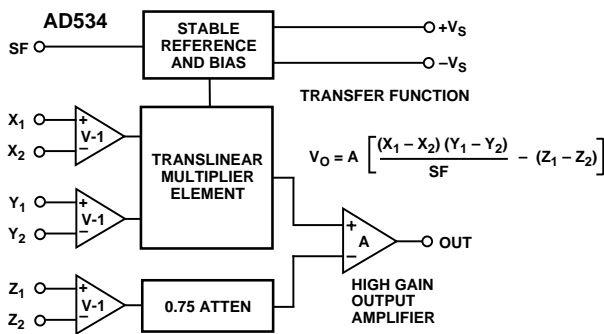 AD534
SF
STABLE
REFERENCE
AND BIAS
+VS
–VS
TRANSFER FUNCTION
X1
X2
+
–
V-1
TRANSLINEAR
MULTIPLIER
ELEMENT
VO = A [ (X1 – X2) (Y1 – Y2) / SF – (Z1 – Z2) ]
Y1
Y2
+
–
V-1
+
–
A
OUT
HIGH GAIN
OUTPUT
AMPLIFIER
Z1
Z2
+
–
V-1
0.75 ATTEN